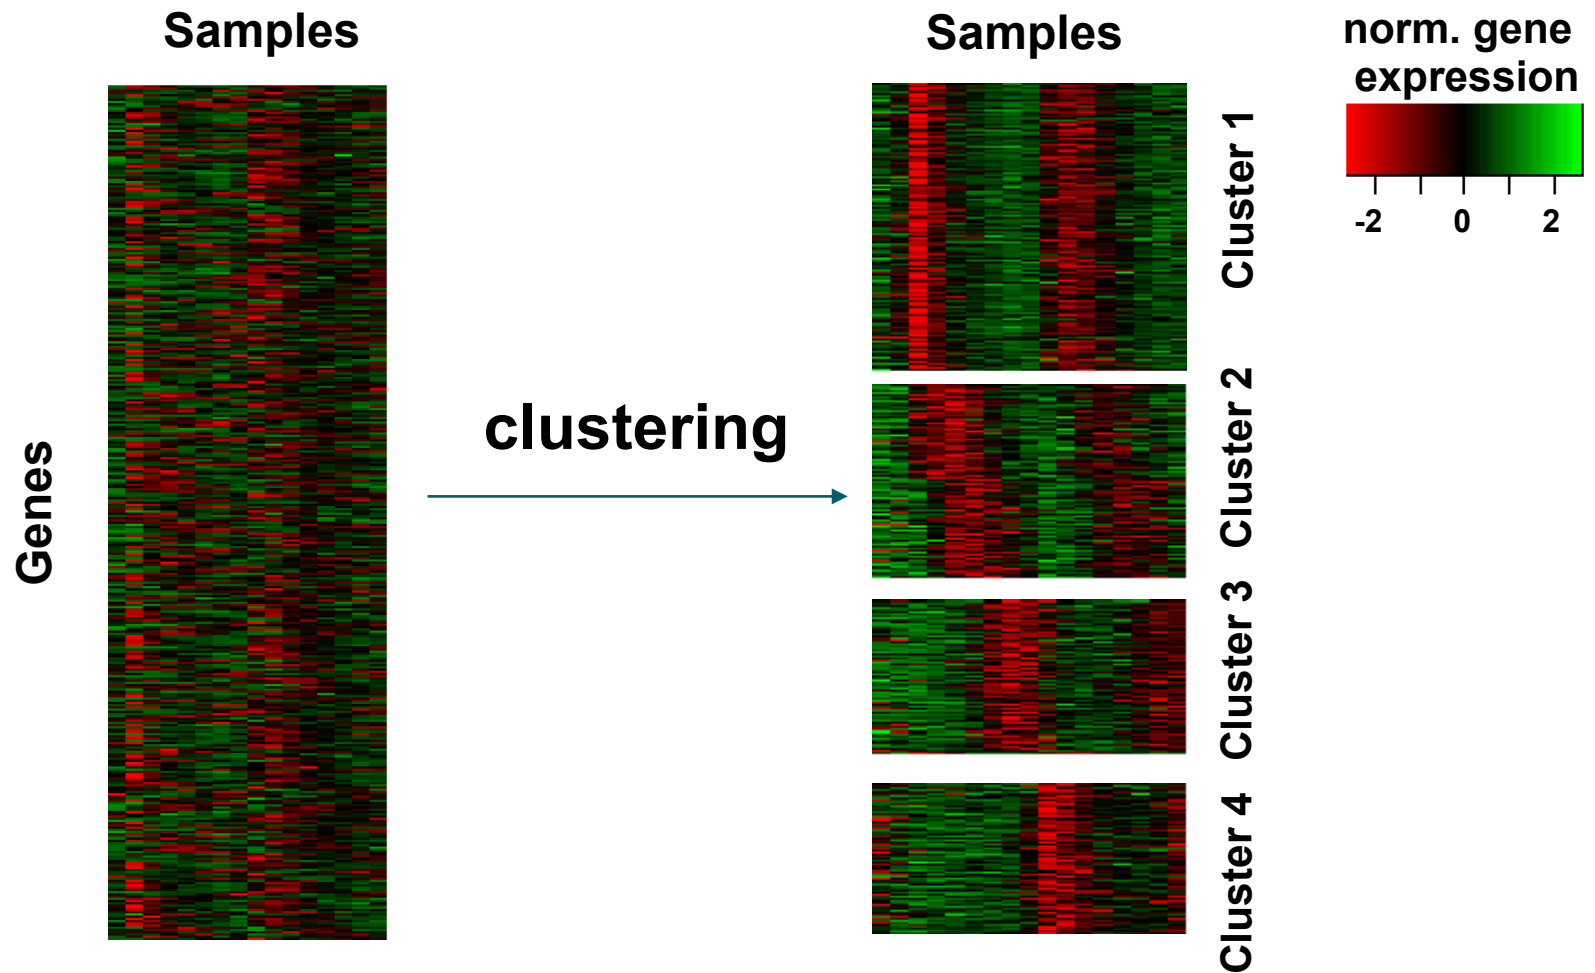 Samples
Genes
clustering
Samples
Cluster 1
Cluster 2
Cluster 3
Cluster 4
norm. gene
expression
-2 0 2